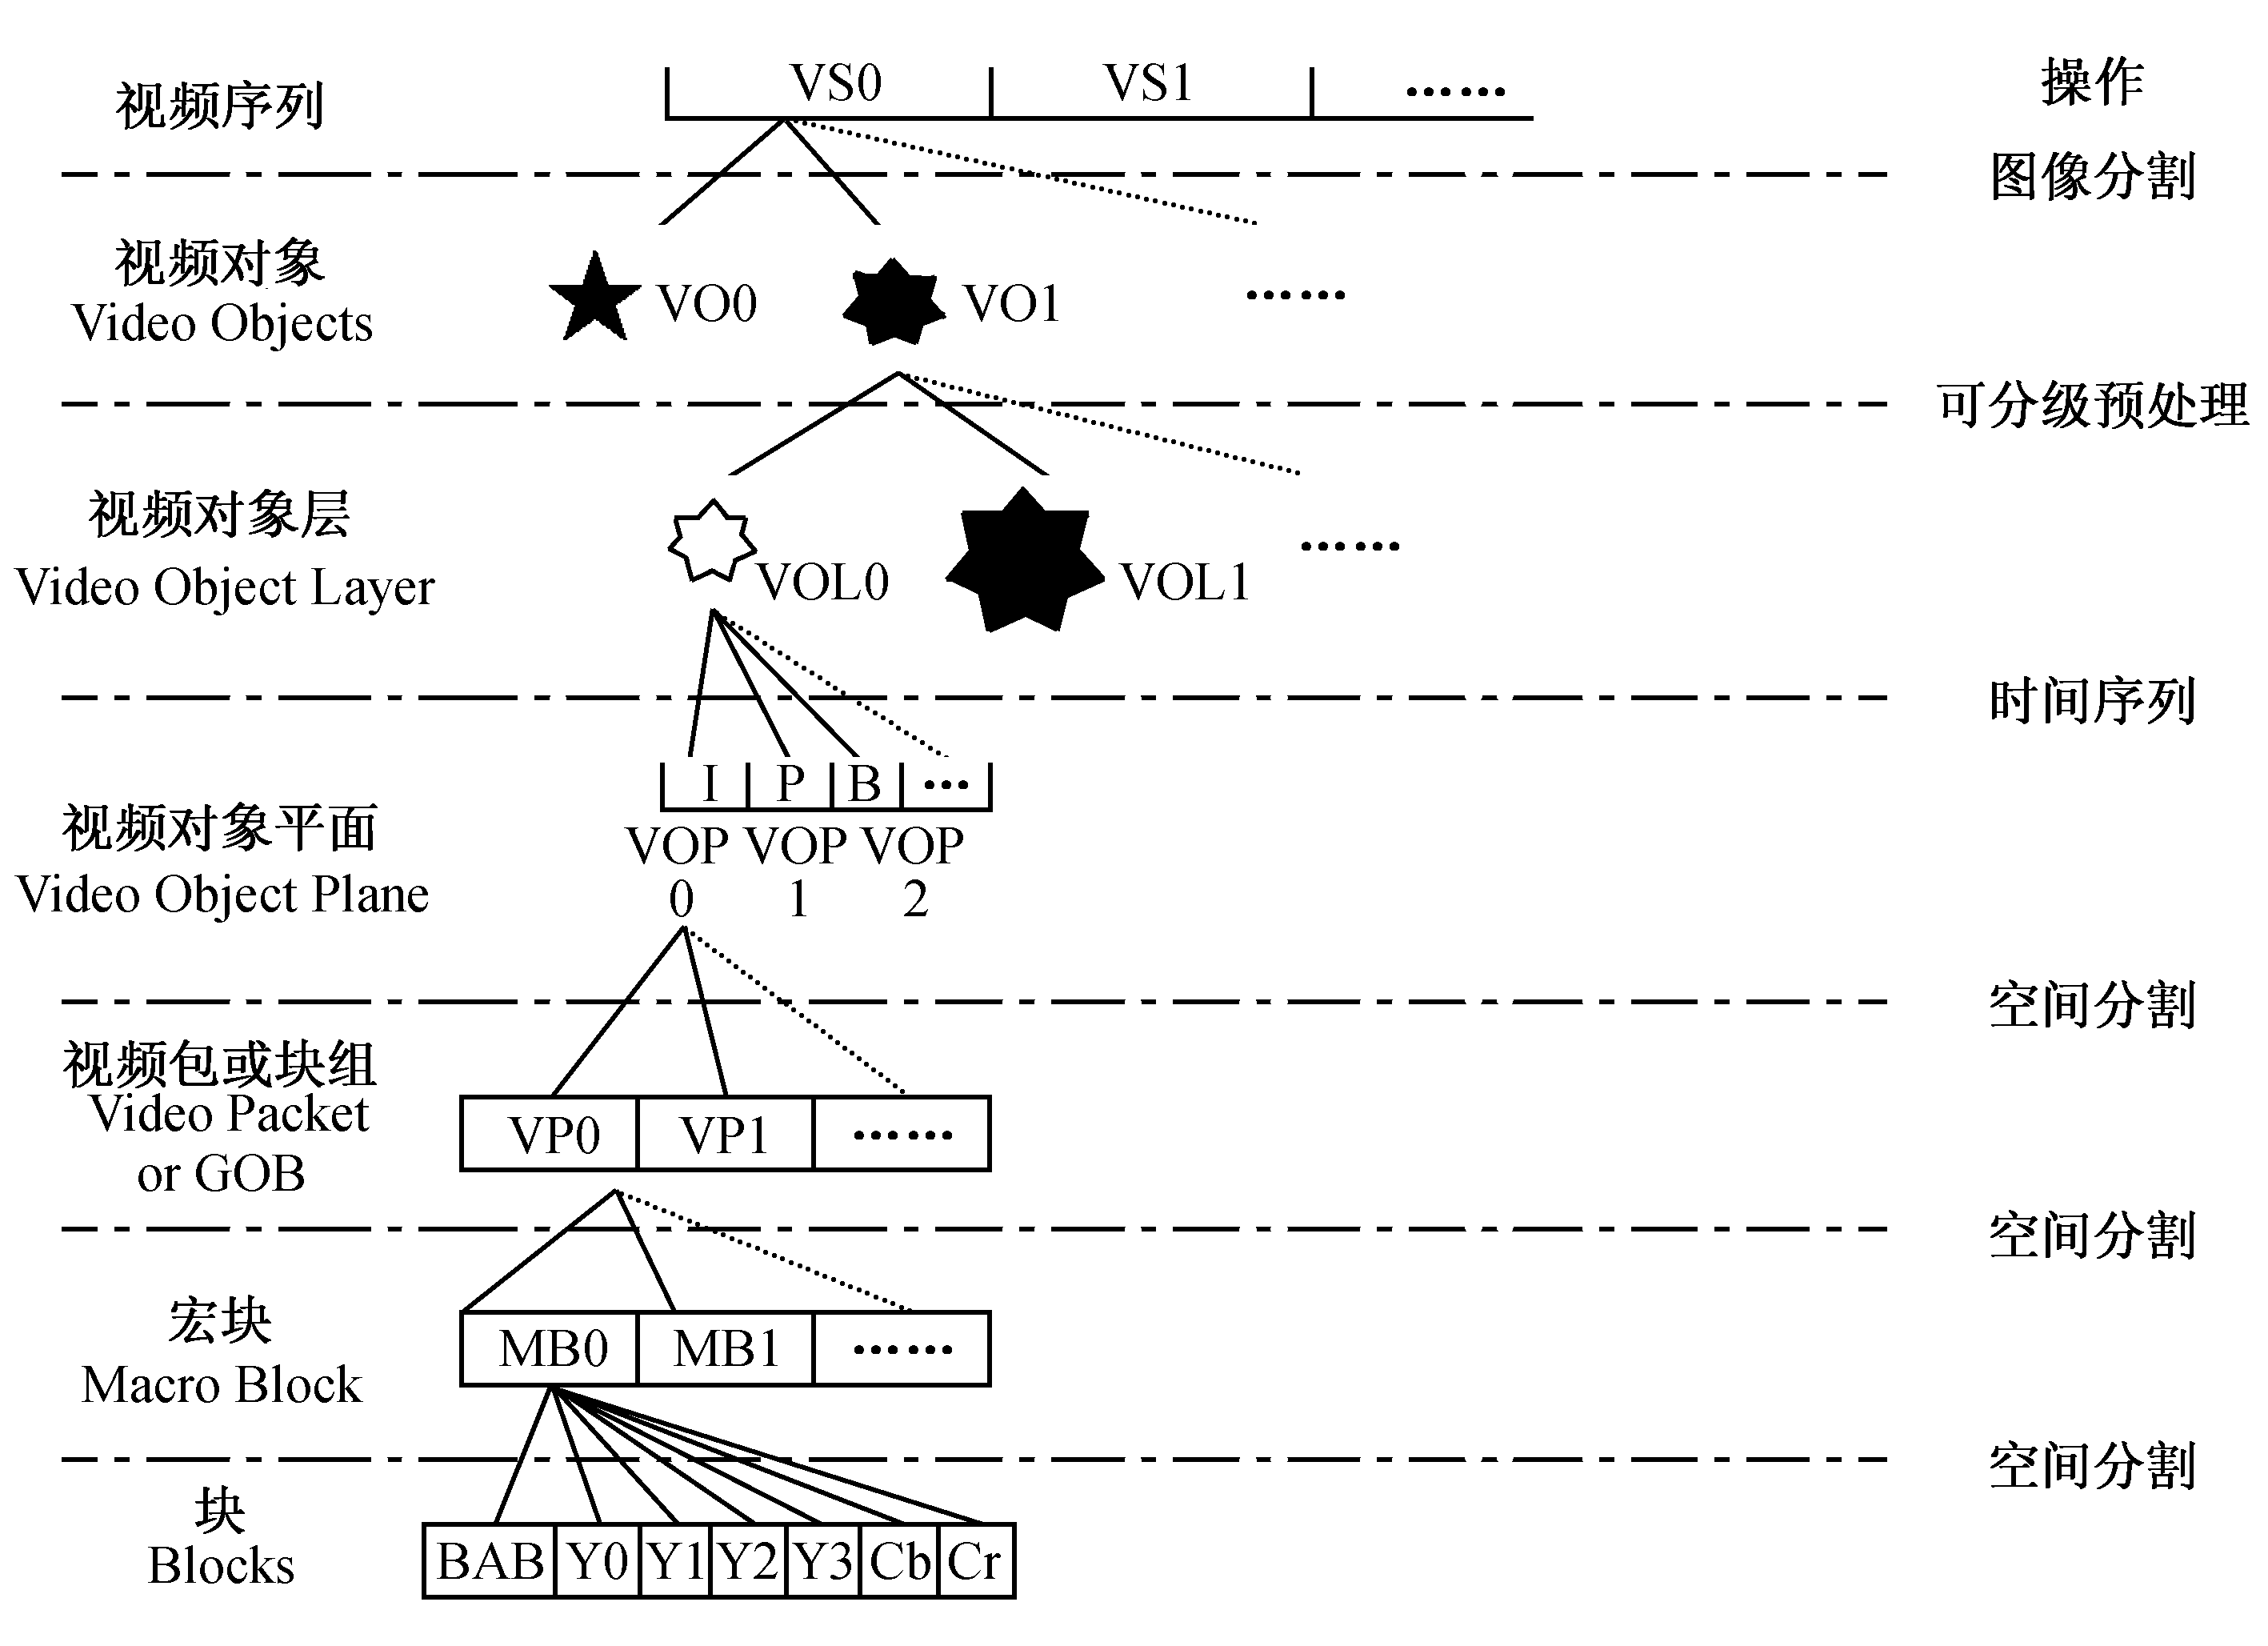 视频序列 VS0 VS1 …… 操作
图像分割
视频对象
Video Objects VO0 VO1 ……
可分级预处理
视频对象层
Video Object Layer VOL0 VOL1 ……
时间序列
I P B …
视频对象平面 VOP VOP VOP
Video Object Plane 0 1 2
空间分割
视频包或块组
Video Packet VP0 VP1 ……
or GOB
空间分割
宏块
Macro Block MB0 MB1 ……
空间分割
块
Blocks BAB Y0 Y1 Y2 Y3 Cb Cr